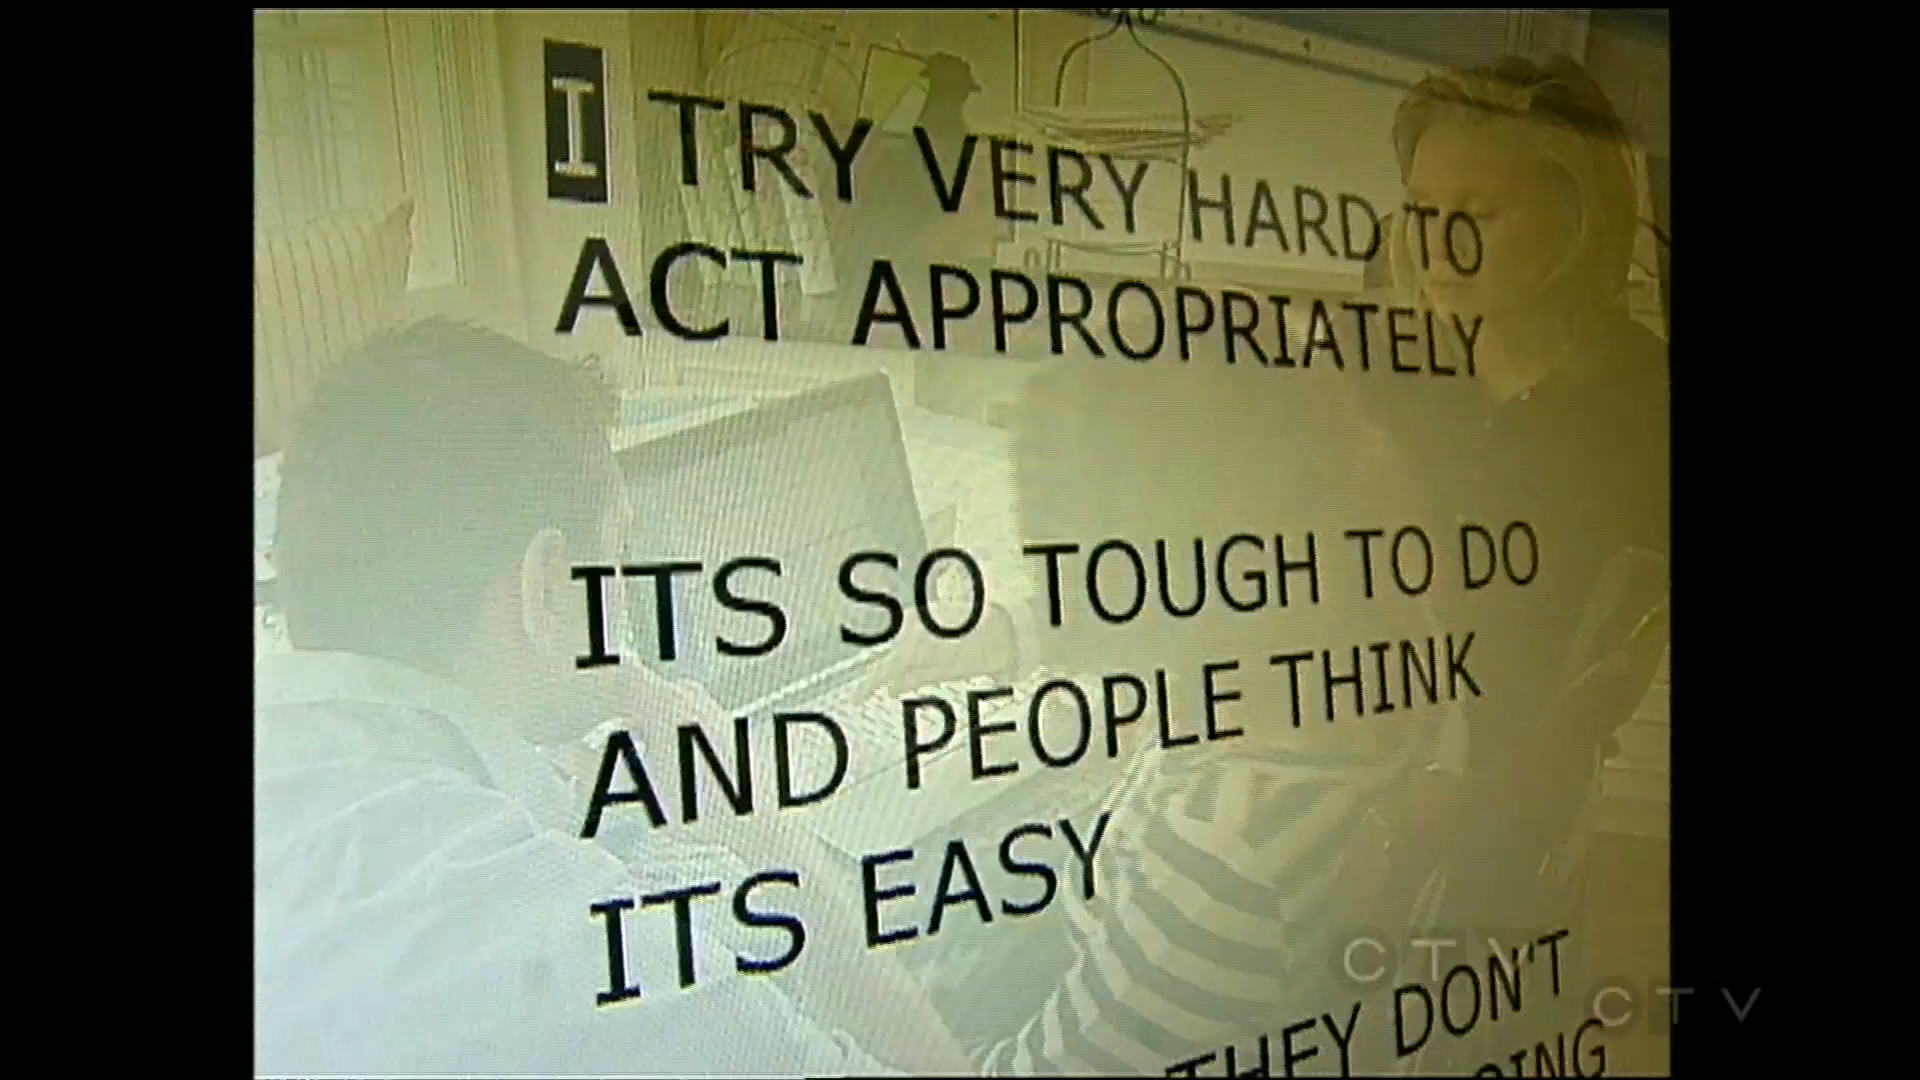 I TRY VERY HARD TO
ACT APPROPRIATELY
ITS SO TOUGH TO DO
AND PEOPLE THINK
ITS EASY
THEY DON'T
CTV
CTV